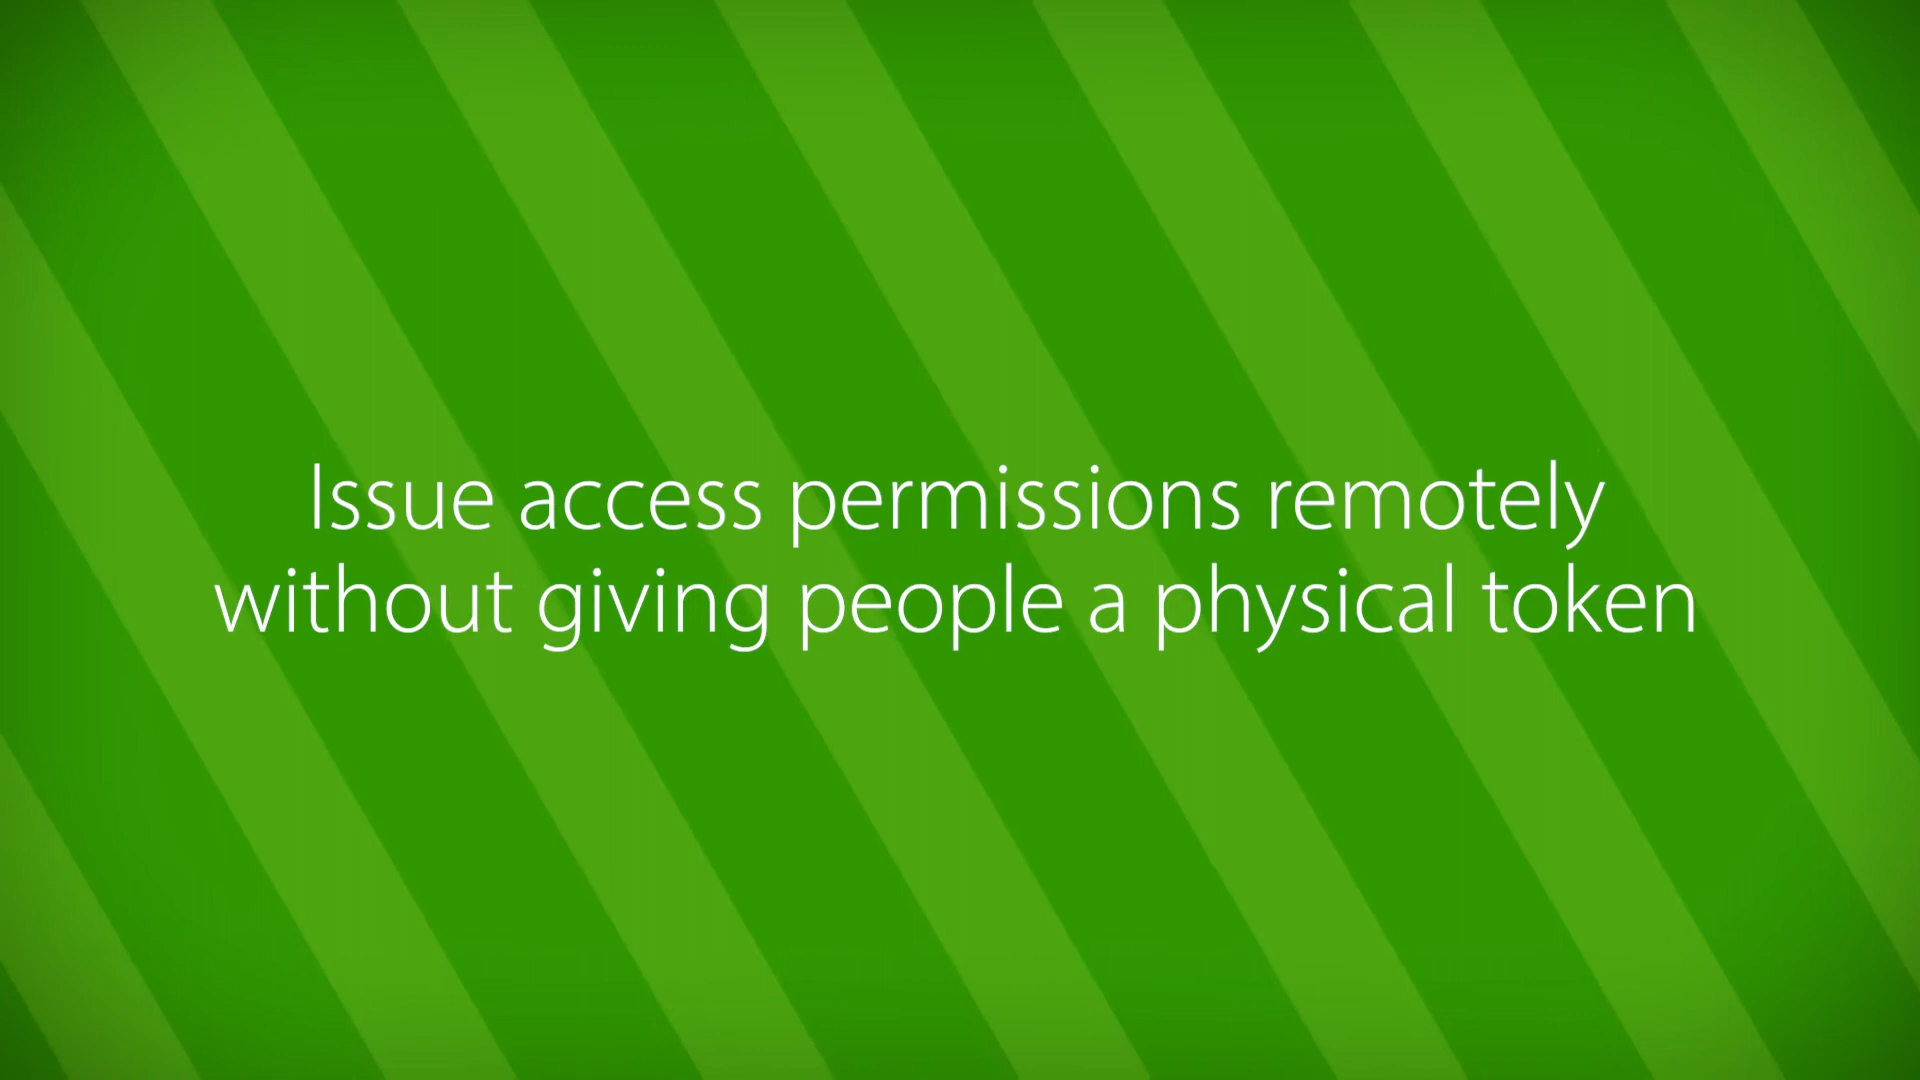 Issue access permissions remotely
without giving people a physical token